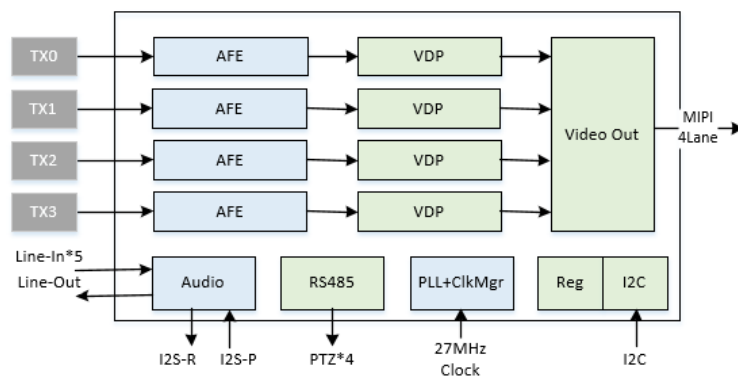 TX0
AFE
VDP
TX1
AFE
VDP
TX2
AFE
VDP
TX3
AFE
VDP
Video Out
MIPI
4Lane
Line-In*5
Line-Out
Audio
RS485
PLL+ClkMgr
Reg
I2C
I2S-R
I2S-P
PTZ*4
27MHz
Clock
I2C